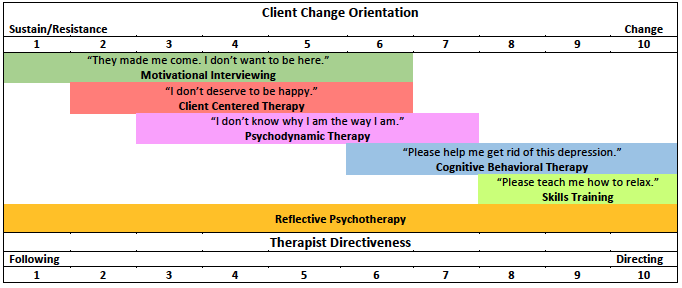 Client Change Orientation
Sustain/Resistance Change
1 2 3 4 5 6 7 8 9 10
“They made me come. I don’t want to be here.”
Motivational Interviewing
“I don’t deserve to be happy.”
Client Centered Therapy
“I don’t know why I am the way I am.”
Psychodynamic Therapy
“Please help me get rid of this depression.”
Cognitive Behavioral Therapy
“Please teach me how to relax.”
Skills Training
Reflective Psychotherapy
Therapist Directiveness
Following Directing
1 2 3 4 5 6 7 8 9 10